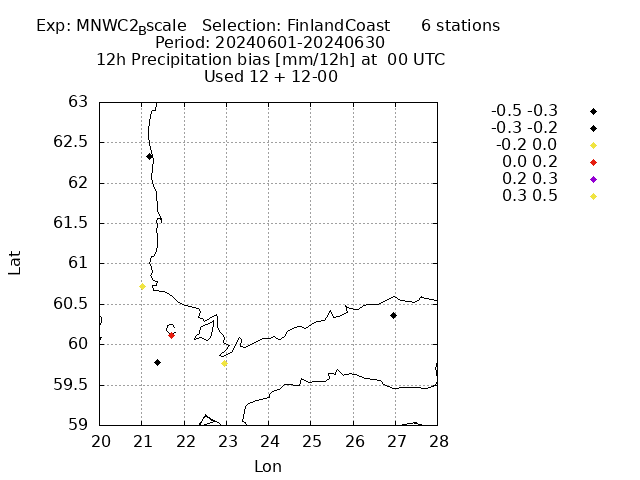 Exp: MNWC2Bscale Selection: FinlandCoast 6 stations
Period: 20240601-20240630
12h Precipitation bias [mm/12h] at 00 UTC
Used 12 + 12-00
-0.5 -0.3
-0.3 -0.2
-0.2 0.0
0.0 0.2
0.2 0.3
0.3 0.5
63
62.5
62
61.5
61
60.5
60
59.5
59
Lat
20 21 22 23 24 25 26 27 28
Lon